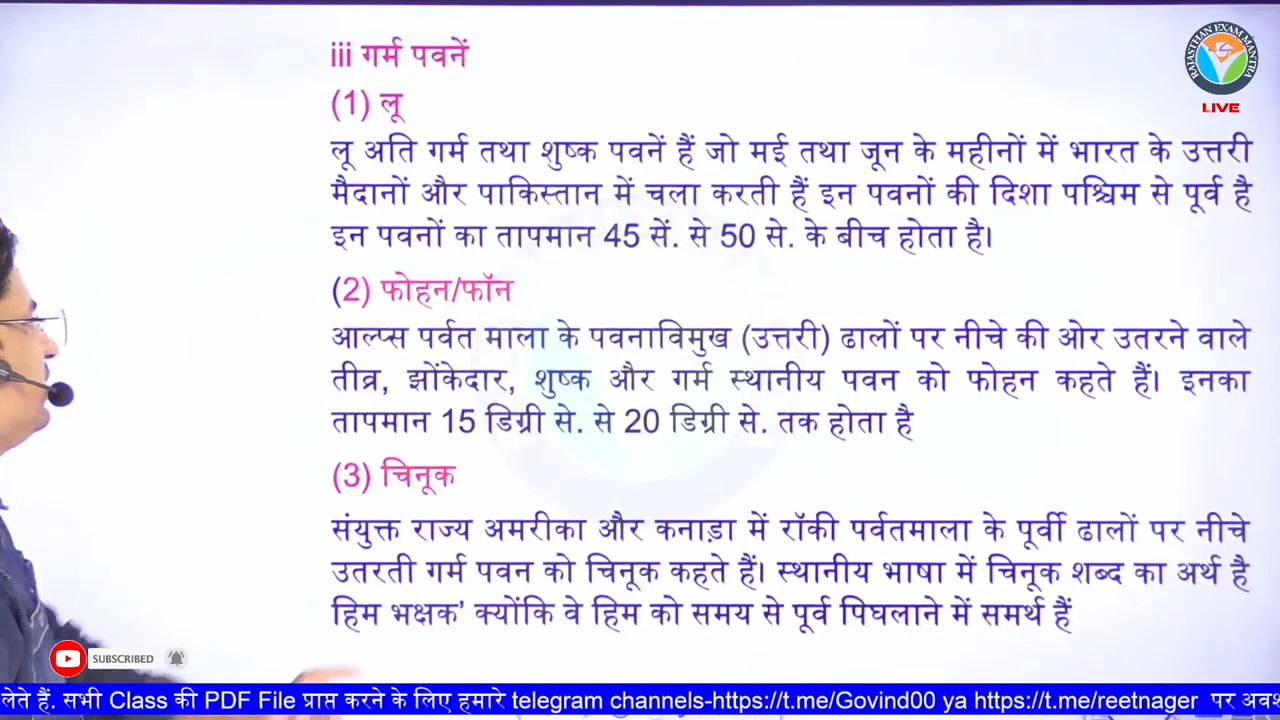 iii गर्म पवनें
(1) लू
लू अति गर्म तथा शुष्क पवनें हैं जो मई तथा जून के महीनों में भारत के उत्तरी
मैदानों और पाकिस्तान में चला करती हैं इन पवनों की दिशा पश्चिम से पूर्व है
इन पवनों का तापमान 45 सें. से 50 से. के बीच होता है।
(2) फोहन/फॉन
आल्प्स पर्वत माला के पवनाविमुख (उत्तरी) ढालों पर नीचे की ओर उतरने वाले
तीव्र, झोंकेदार, शुष्क और गर्म स्थानीय पवन को फोहन कहते हैं। इनका
तापमान 15 डिग्री से. से 20 डिग्री से. तक होता है
(3) चिनूक
संयुक्त राज्य अमरीका और कनाड़ा में रॉकी पर्वतमाला के पूर्वी ढालों पर नीचे
उतरती गर्म पवन को चिनूक कहते हैं। स्थानीय भाषा में चिनूक शब्द का अर्थ है
हिम भक्षक’ क्योंकि वे हिम को समय से पूर्व पिघलाने में समर्थ हैं
RAJASTHAN EXAM MANTRA
LIVE
SUBSCRIBED
लेते हैं. सभी Class की PDF File प्राप्त करने के लिए हमारे telegram channels-https://t.me/Govind00 ya https://t.me/reetnager पर अवश